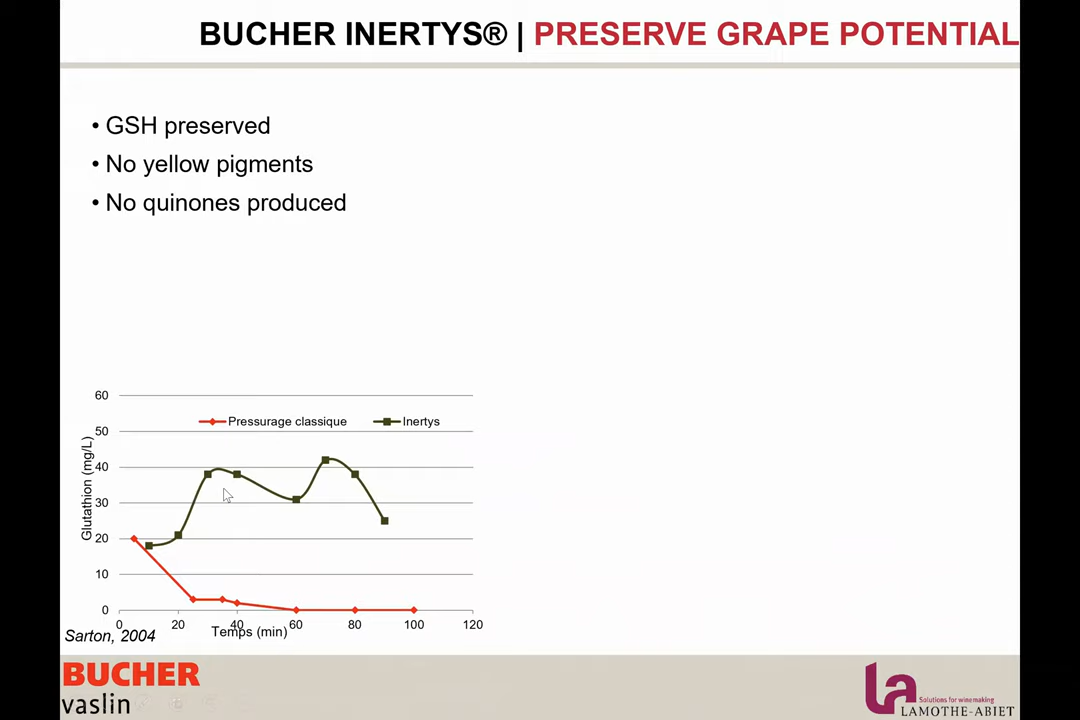 BUCHER INERTYS® | PRESERVE GRAPE POTENTIAL
• GSH preserved
• No yellow pigments
• No quinones produced
60
50
40
30
20
10
0
Glutathion (mg/L)
Pressurage classique
Inertys
0 20 40 60 80 100 120
Temps (min)
Sarton, 2004
BUCHER
vaslin
la
Solutions for winemaking
LAMOTHE-ABIET